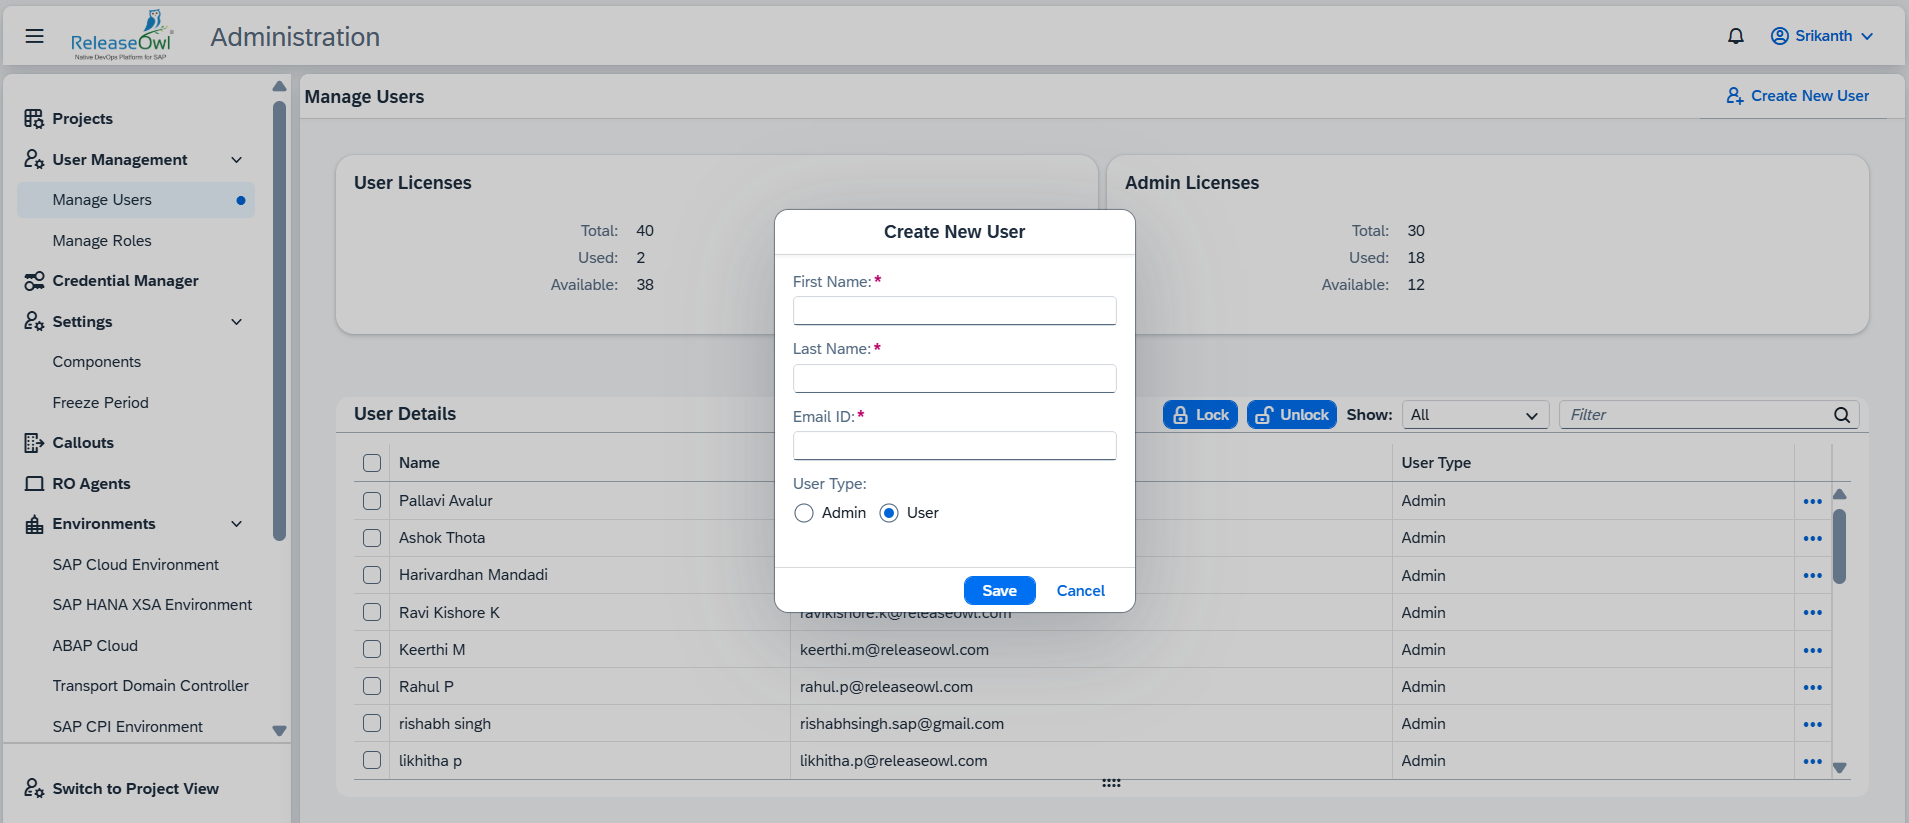 ReleaseOwl
Native DevOps Platform for SAP
Administration
Srikanth
Projects
User Management
Manage Users
Manage Roles
Credential Manager
Settings
Components
Freeze Period
Callouts
RO Agents
Environments
SAP Cloud Environment
SAP HANA XSA Environment
ABAP Cloud
Transport Domain Controller
SAP CPI Environment
Switch to Project View
Manage Users
Create New User
User Licenses
Total: 40
Used: 2
Available: 38
Admin Licenses
Total: 30
Used: 18
Available: 12
Create New User
First Name:*
Last Name:*
Email ID:*
User Type:
Admin User
Save Cancel
User Details
Lock Unlock Show: All Filter
Name User Type
Pallavi Avalur Admin
Ashok Thota Admin
Harivardhan Mandadi Admin
Ravi Kishore K ravikishore.k@releaseowl.com Admin
Keerthi M keerthi.m@releaseowl.com Admin
Rahul P rahul.p@releaseowl.com Admin
rishabh singh rishabhsingh.sap@gmail.com Admin
likhitha p likhitha.p@releaseowl.com Admin